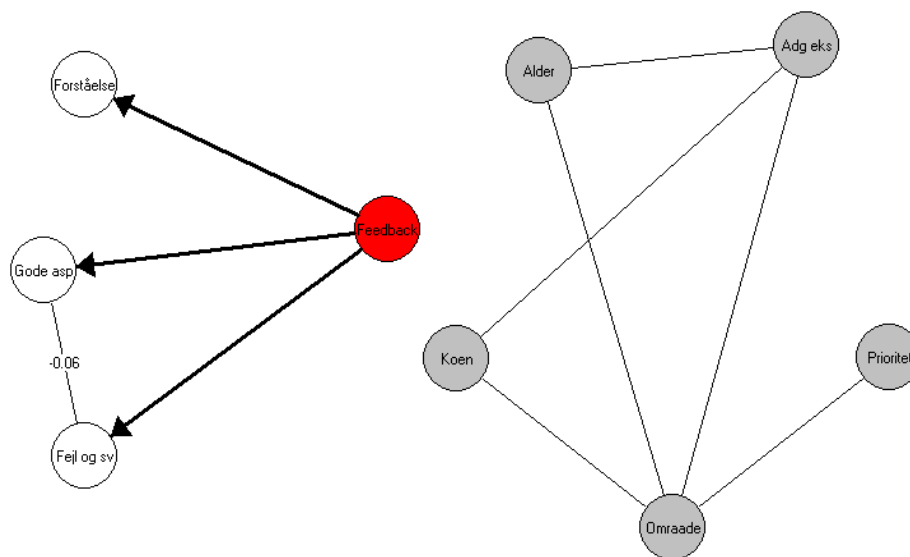 Forståelse
Feedback
Gode asp
-0.06
Fejl og sv
Alder
Adg eks
Koen
Prioritet
Omraade